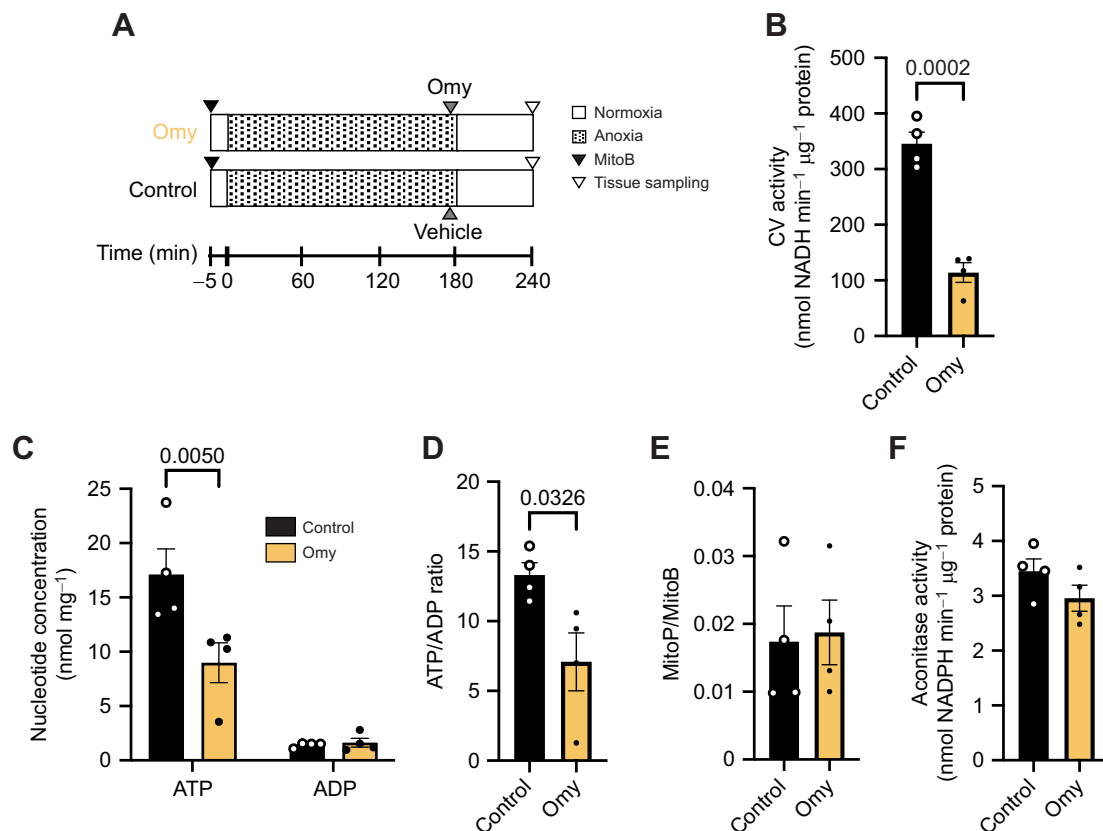 A
Omy
Omy
Control
Vehicle
Time (min)
–5 0 60 120 180 240
Normoxia
Anoxia
MitoB
Tissue sampling
B
0.0002
CV activity
(nmol NADH min–1 µg–1 protein)
500
400
300
200
100
0
Control
Omy
C
0.0050
Nucleotide concentration
(nmol mg–1)
25
20
15
10
5
0
ATP
ADP
Control
Omy
D
0.0326
ATP/ADP ratio
20
15
10
5
0
Control
Omy
E
MitoP/MitoB
0.04
0.03
0.02
0.01
0
Control
Omy
F
Aconitase activity
(nmol NADPH min–1 µg–1 protein)
5
4
3
2
1
0
Control
Omy